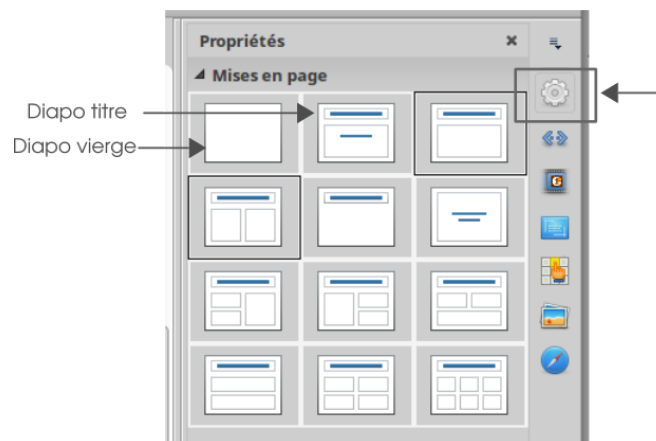 Propriétés
Mises en page
Diapo titre
Diapo vierge